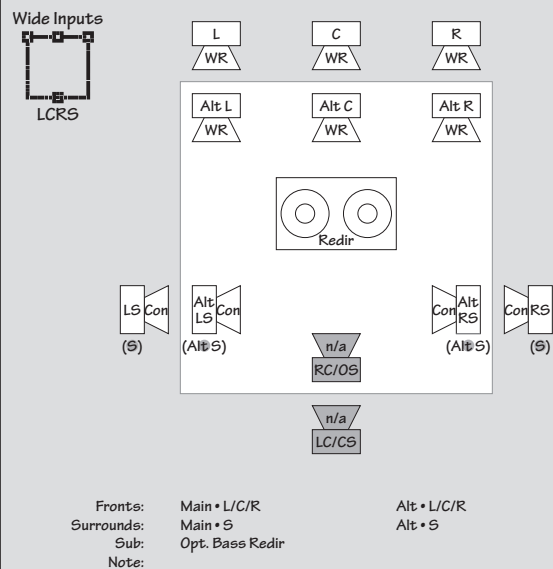 Wide Inputs
LCRS
L
C
R
WR
WR
WR
Alt L
Alt C
Alt R
WR
WR
WR
Redir
LS Con
Alt LS Con
Con Alt RS
Con RS
(S)
(Alt S)
(Alt S)
(S)
n/a
RC/OS
n/a
LC/CS
Fronts: Main • L/C/R Alt • L/C/R
Surrounds: Main • S Alt • S
Sub: Opt. Bass Redir
Note: